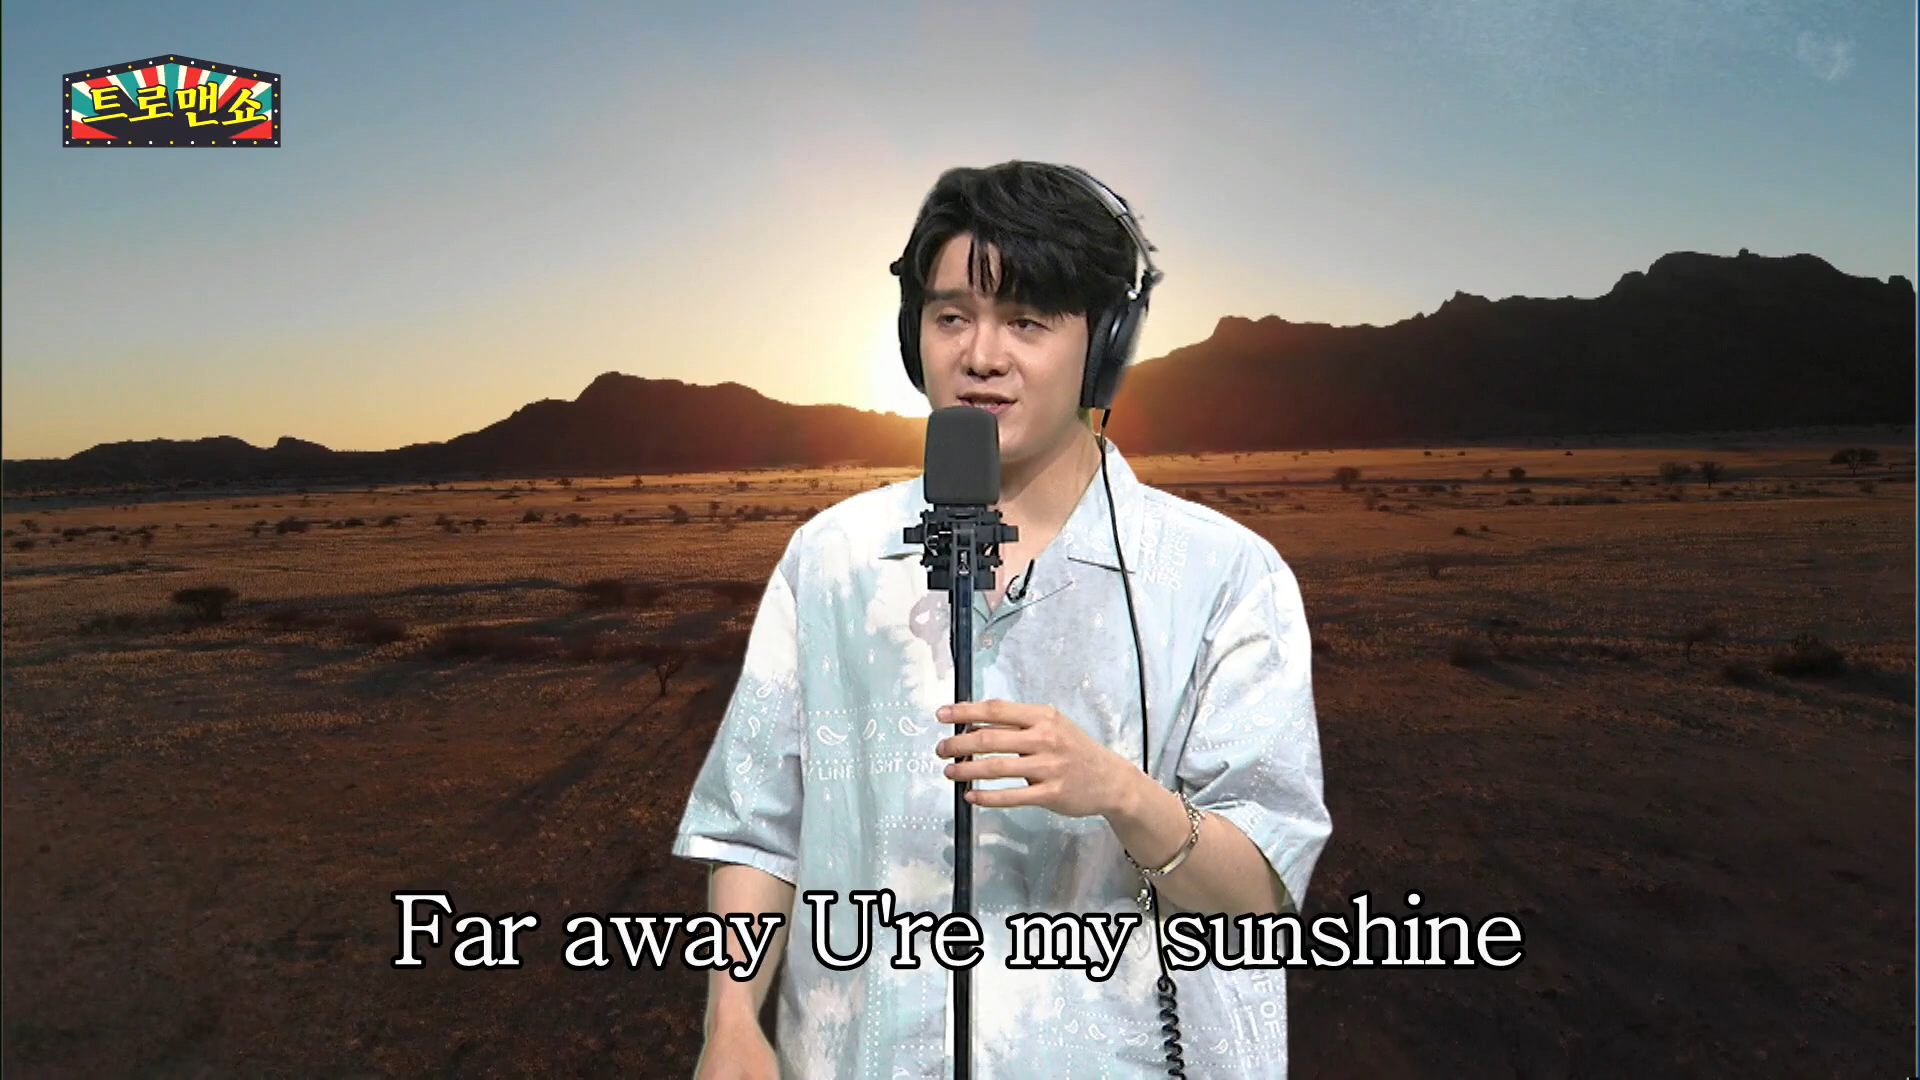 트로맨쇼
Far away U're my sunshine